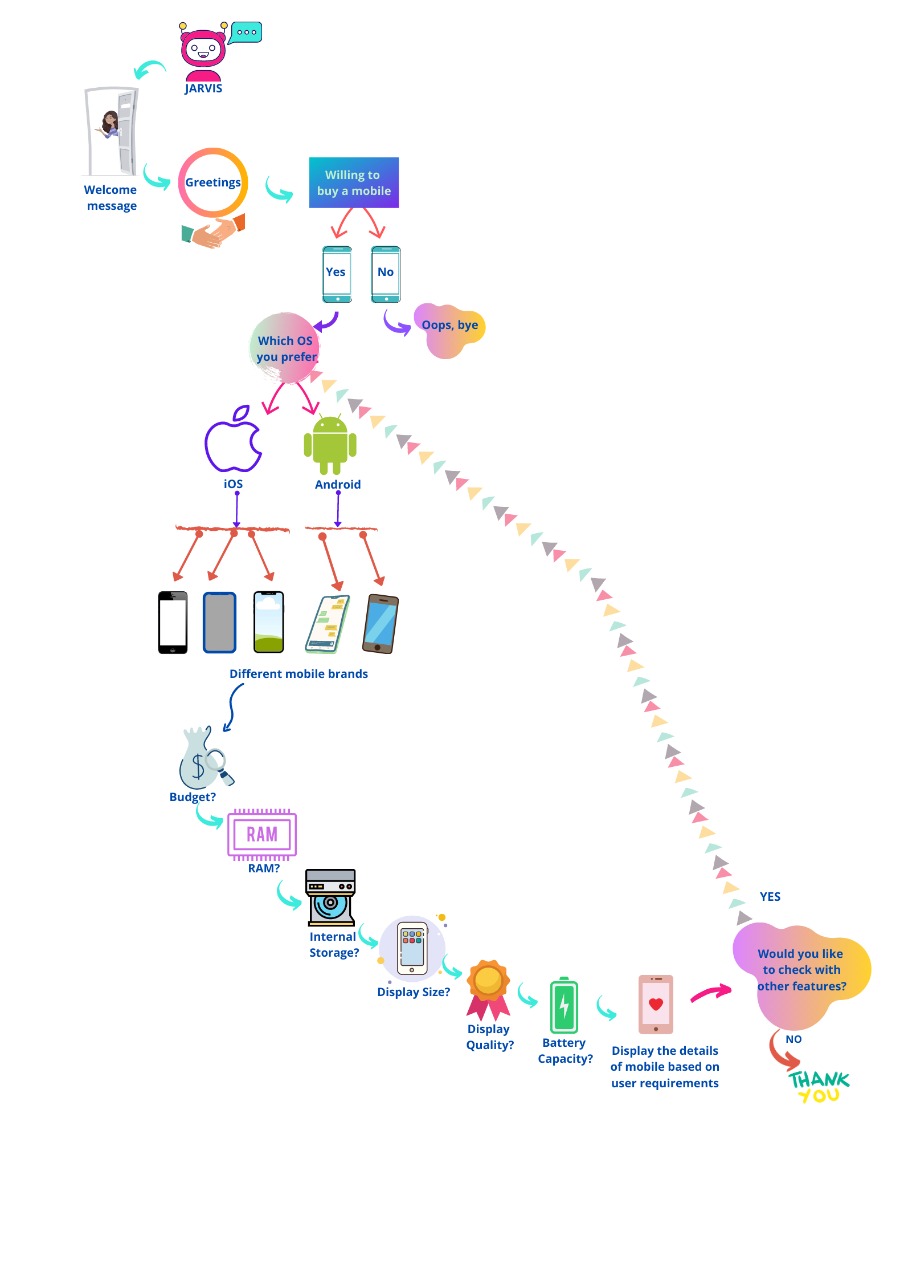 JARVIS
Welcome
message
Greetings
Willing to
buy a mobile
Yes
No
Oops, bye
Which OS
you prefer
iOS
Android
Different mobile brands
$
Budget?
RAM
RAM?
Internal
Storage?
Display Size?
Display
Quality?
Battery
Capacity?
Display the details
of mobile based on
user requirements
YES
Would you like
to check with
other features?
NO
THANK
YOU